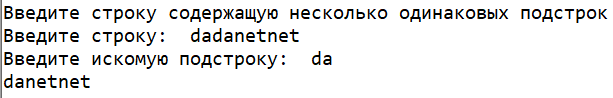 Введите строку содержащую несколько одинаковых подстрок
Введите строку:  dadanetnet
Введите искомую подстроку:  da
danetnet